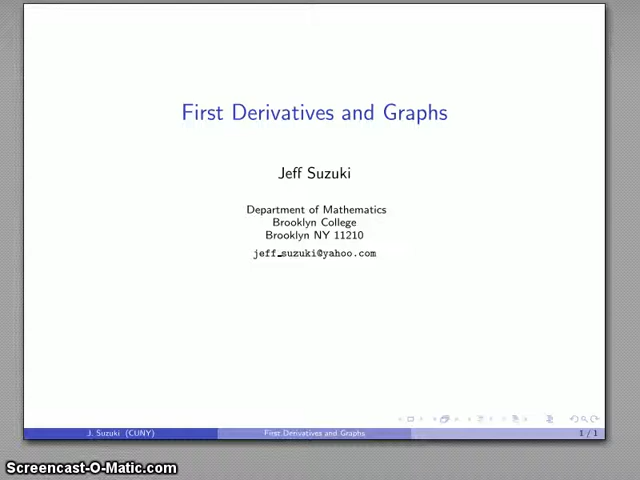 First Derivatives and Graphs
Jeff Suzuki
Department of Mathematics
Brooklyn College
Brooklyn NY 11210
jeff_suzuki@yahoo.com
J. Suzuki (CUNY)
First Derivatives and Graphs
1 / 1
Screencast-O-Matic.com